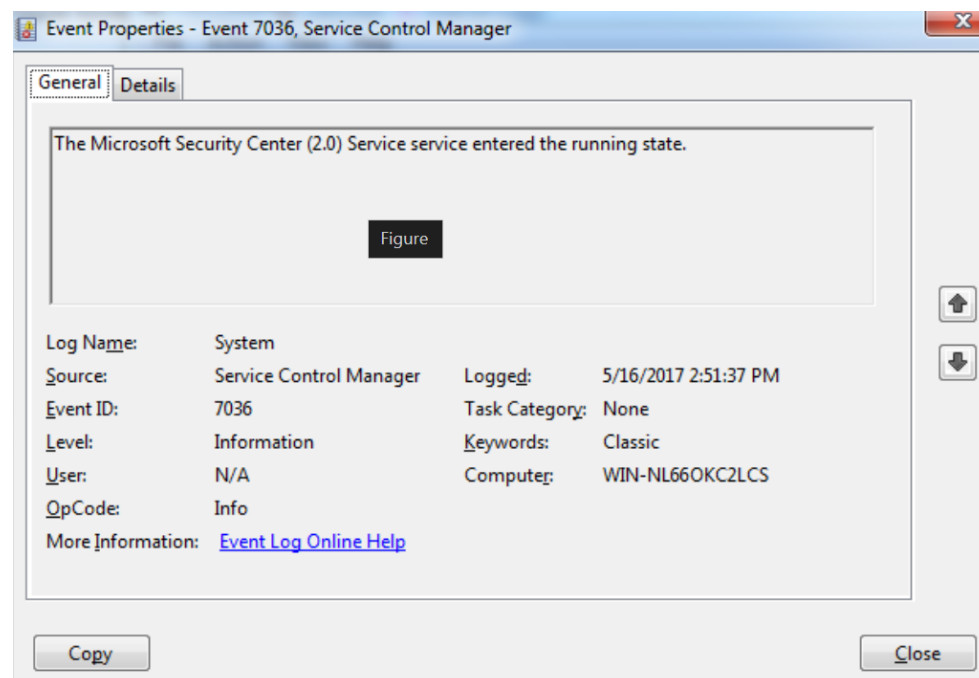 Event Properties - Event 7036, Service Control Manager
General Details
The Microsoft Security Center (2.0) Service service entered the running state.
Figure
Log Name: System
Source: Service Control Manager Logged: 5/16/2017 2:51:37 PM
Event ID: 7036 Task Category: None
Level: Information Keywords: Classic
User: N/A Computer: WIN-NL66OKC2LCS
OpCode: Info
More Information: Event Log Online Help
Copy Close